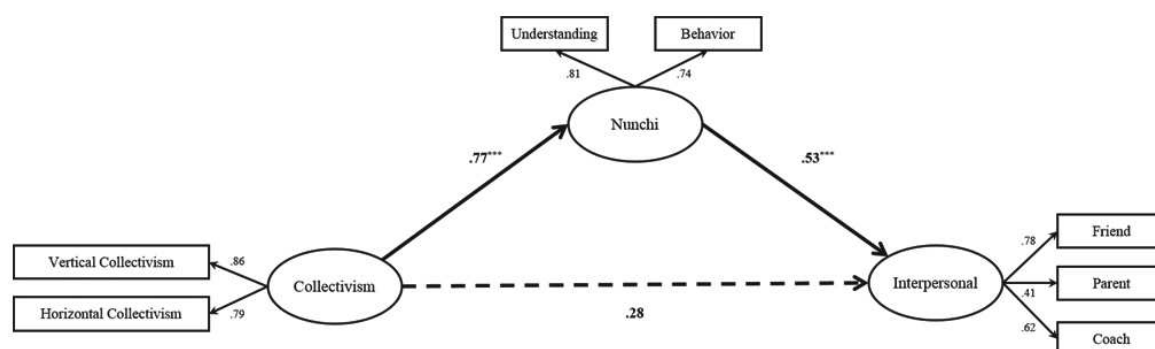 Understanding
Behavior
.81
.74
Nunchi
.77***
.53***
Vertical Collectivism
.86
Horizontal Collectivism
.79
Collectivism
.28
Interpersonal
.78
Friend
.41
Parent
.62
Coach